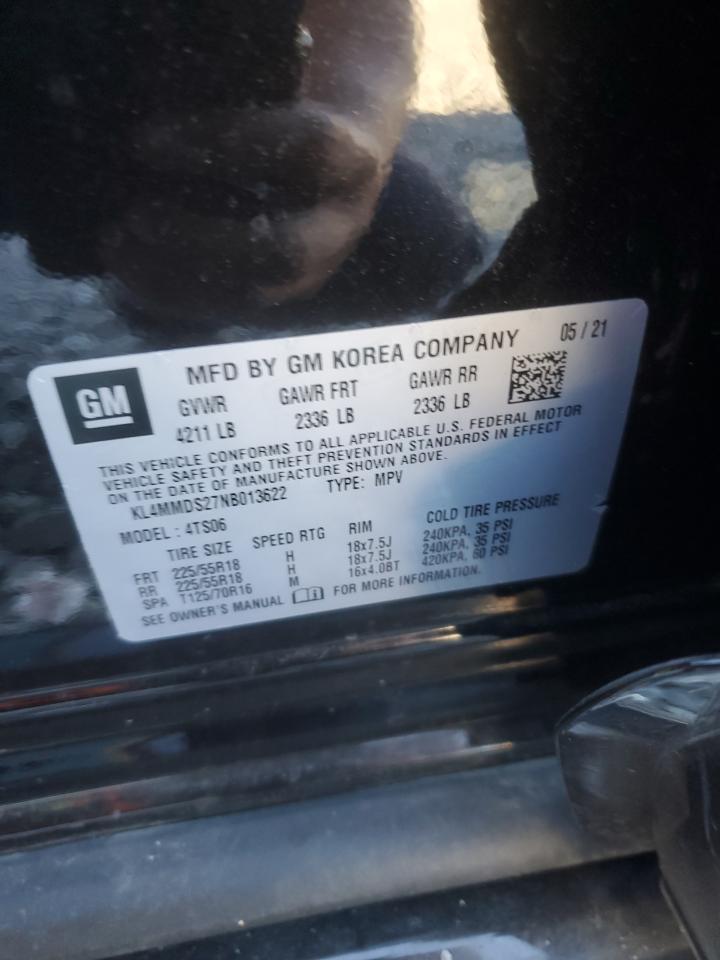 MFD BY GM KOREA COMPANY 05 / 21
GM
GVWR GAWR FRT GAWR RR
4211 LB 2336 LB 2336 LB
THIS VEHICLE CONFORMS TO ALL APPLICABLE U.S. FEDERAL MOTOR
VEHICLE SAFETY AND THEFT PREVENTION STANDARDS IN EFFECT
ON THE DATE OF MANUFACTURE SHOWN ABOVE.
KL4MMDS27NB013622 TYPE: MPV
MODEL : 4TS06
TIRE SIZE SPEED RTG RIM COLD TIRE PRESSURE
FRT 225/55R18 H 18x7.5J 240KPA, 35 PSI
RR 225/55R18 H 18x7.5J 240KPA, 35 PSI
SPA T125/70R16 M 16x4.0BT 420KPA, 60 PSI
SEE OWNER'S MANUAL FOR MORE INFORMATION.